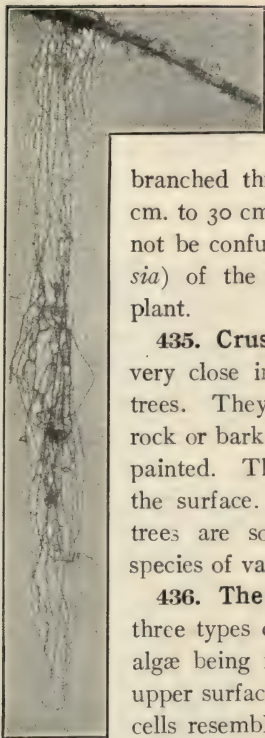 branched th
cm. to 30 cm
not be confu
sia) of the
plant.
435. Crus
very close i
trees. They
rock or bark
painted. Th
the surface.
trees are so
species of va
436. The
three types
algæ being
upper surfac
cells resembl